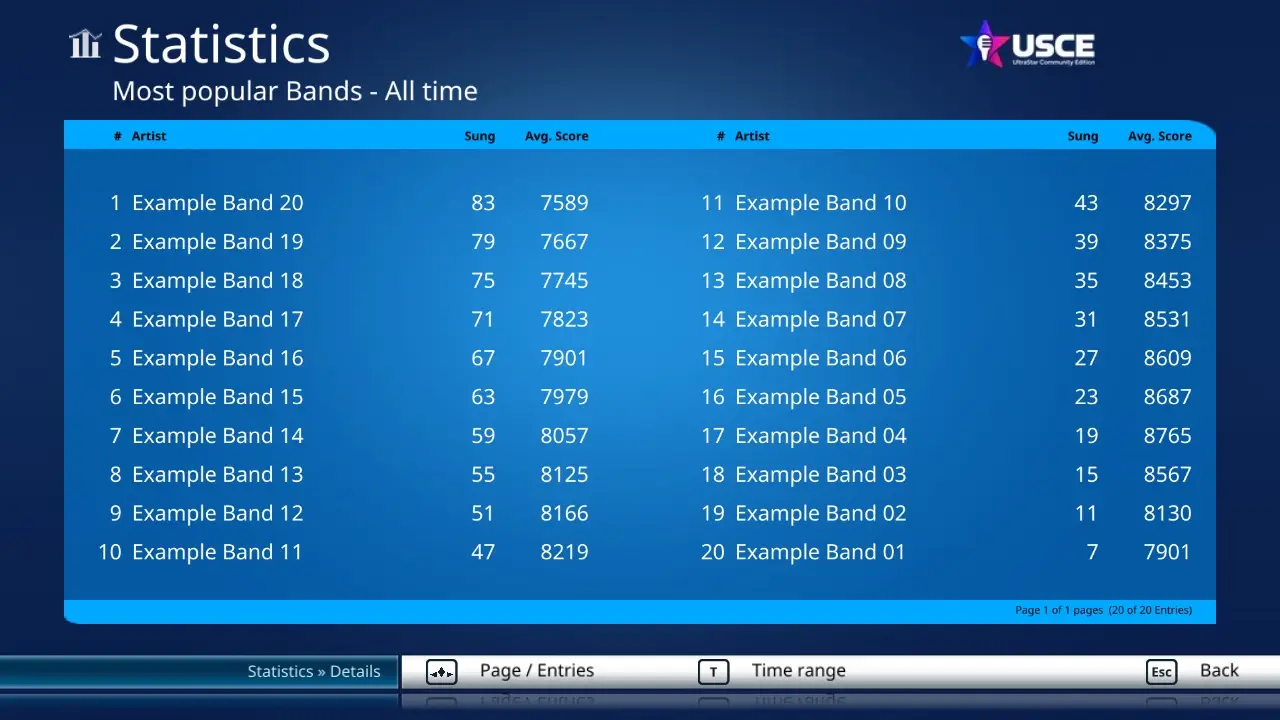 Statistics
USCE
UltraStar Community Edition
Most popular Bands - All time
# Artist Sung Avg. Score # Artist Sung Avg. Score
1 Example Band 20 83 7589 11 Example Band 10 43 8297
2 Example Band 19 79 7667 12 Example Band 09 39 8375
3 Example Band 18 75 7745 13 Example Band 08 35 8453
4 Example Band 17 71 7823 14 Example Band 07 31 8531
5 Example Band 16 67 7901 15 Example Band 06 27 8609
6 Example Band 15 63 7979 16 Example Band 05 23 8687
7 Example Band 14 59 8057 17 Example Band 04 19 8765
8 Example Band 13 55 8125 18 Example Band 03 15 8567
9 Example Band 12 51 8166 19 Example Band 02 11 8130
10 Example Band 11 47 8219 20 Example Band 01 7 7901
Page 1 of 1 pages (20 of 20 Entries)
Statistics » Details Page / Entries T Time range Esc Back